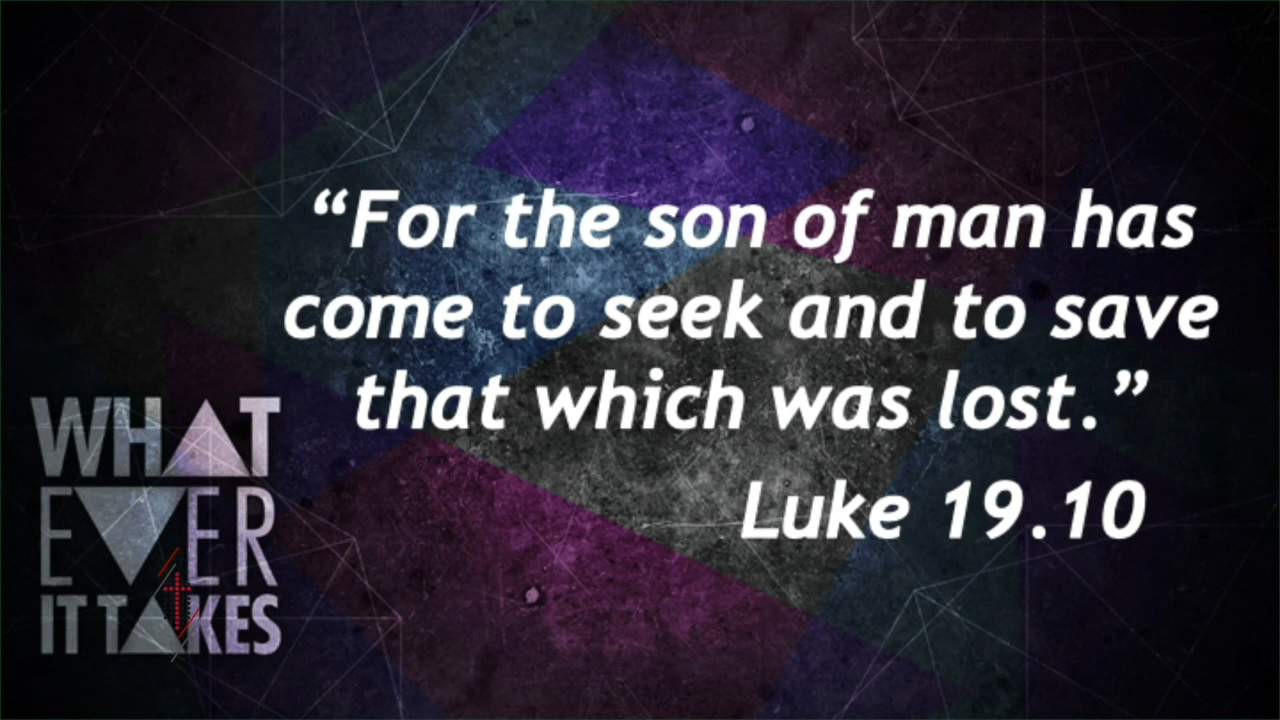 “For the son of man has
come to seek and to save
that which was lost.”
Luke 19.10
WHAT
EVER
IT TAKES